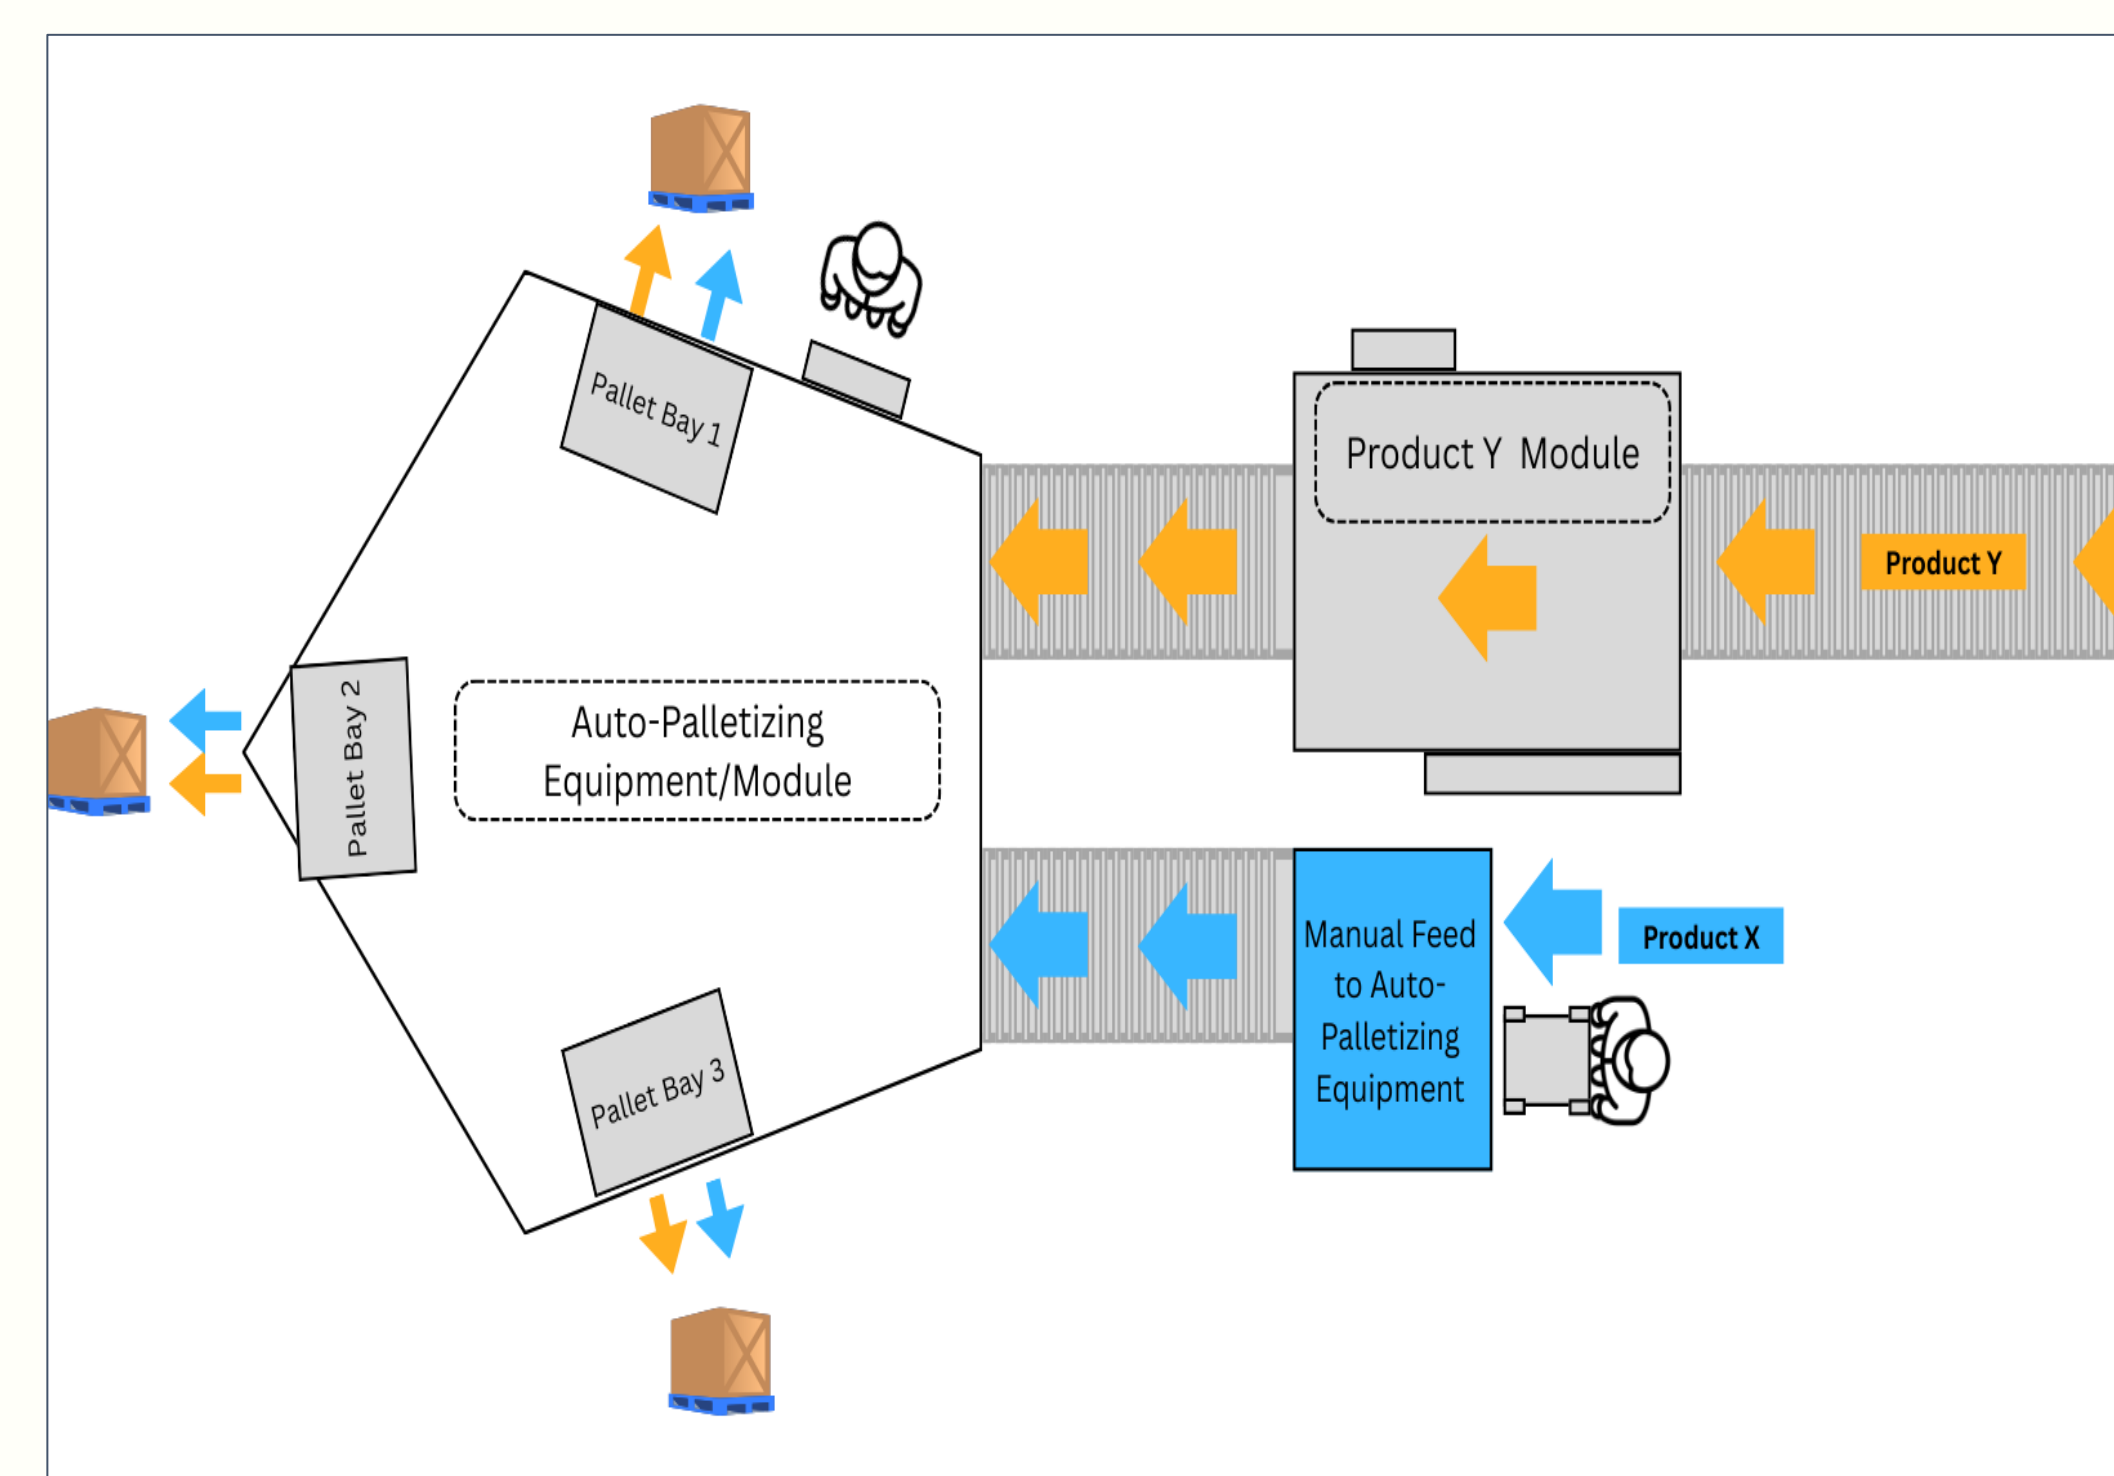 Pallet Bay 1
Product Y Module
Product Y
Pallet Bay 2
Auto-Palletizing
Equipment/Module
Manual Feed
to Auto-
Palletizing
Equipment
Product X
Pallet Bay 3